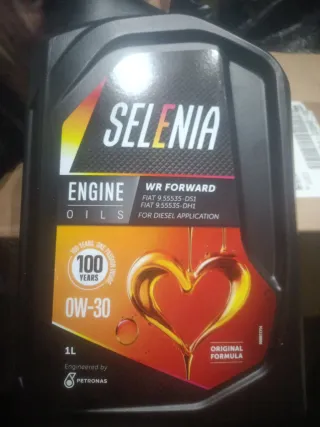 SELENIA
ENGINE
OILS
WR FORWARD
FIAT 9.55535-DS1
FIAT 9.55535-DH1
FOR DIESEL APPLICATION
100
YEARS
0W-30
1L
ORIGINAL
FORMULA
Engineered by
PETRONAS